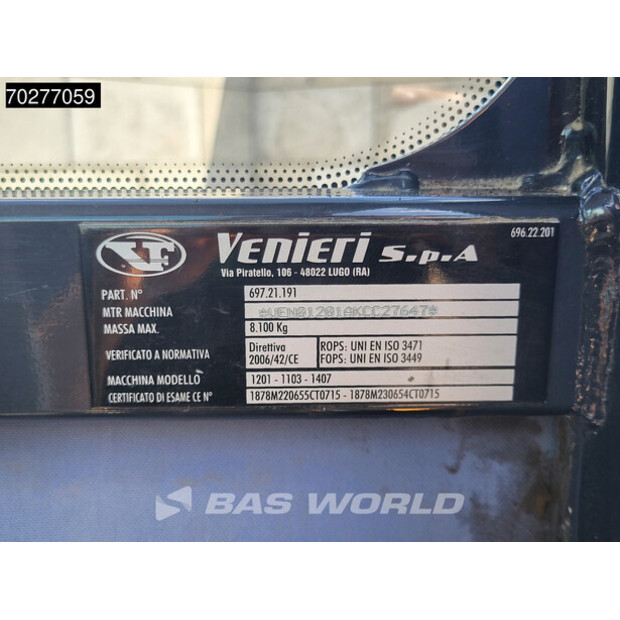 70277059
VF
VENIERI S.p.A
696.22.201
Via Piratello, 106 - 48022 LUGO (RA)
PART. N° 697.21.191
MTR MACCHINA *VEN01201AKCC27647*
MASSA MAX. 8.100 Kg
VERIFICATO A NORMATIVA Direttiva 2006/42/CE ROPS: UNI EN ISO 3471
FOPS: UNI EN ISO 3449
MACCHINA MODELLO 1201 - 1103 - 1407
CERTIFICATO DI ESAME CE N° 1878M220655CT0715 - 1878M230654CT0715
BAS WORLD